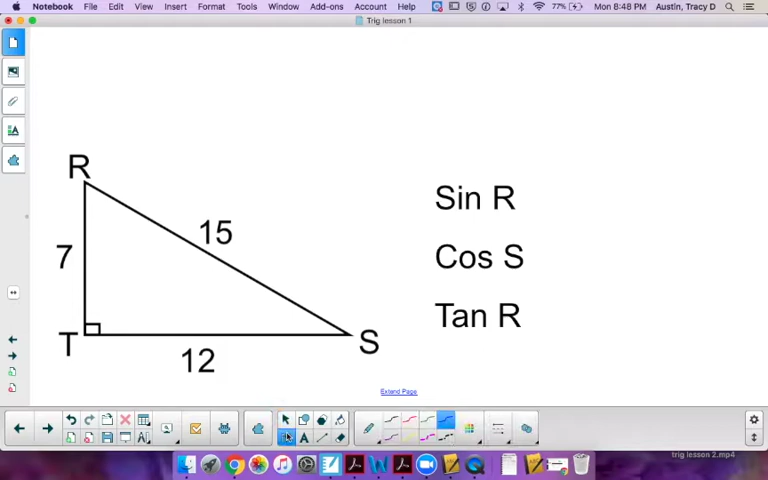 Notebook File Edit View Insert Format Tools Window Add-ons Account Help 77% Mon 8:48 PM Austin, Tracy D
Trig lesson 1
R
15
7
T
12
S
Sin R
Cos S
Tan R
Extend Page
trig lesson 2.mp4